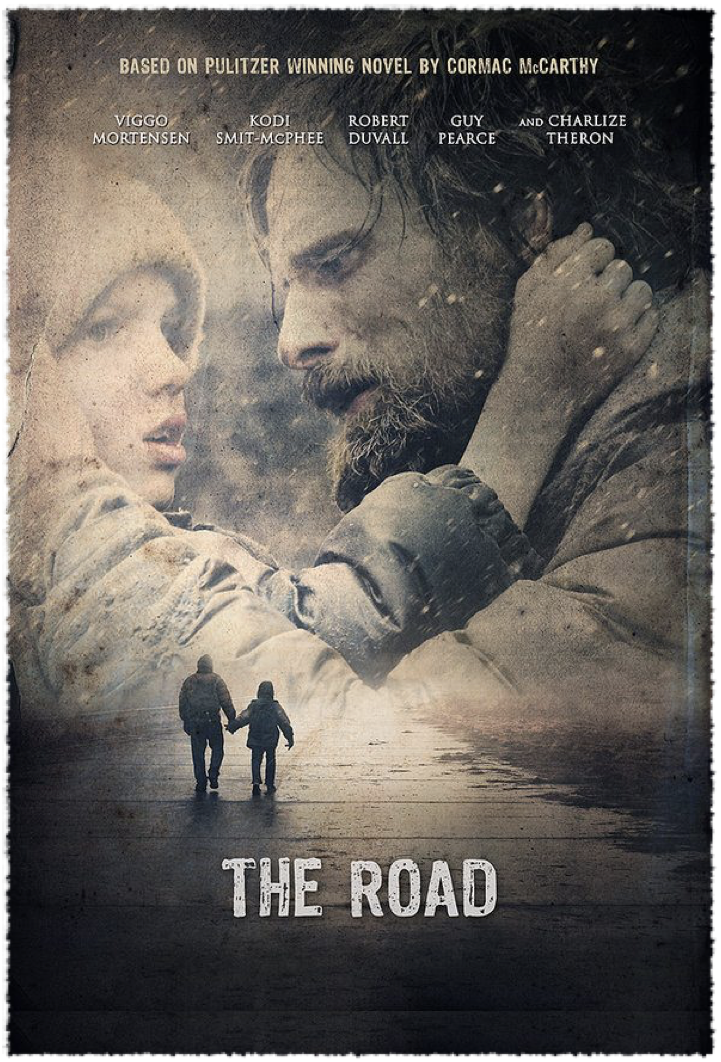 BASED ON PULITZER WINNING NOVEL BY CORMAC McCARTHY
VIGGO MORTENSEN
KODI SMIT-McPHEE
ROBERT DUVALL
GUY PEARCE
AND CHARLIZE THERON
THE ROAD